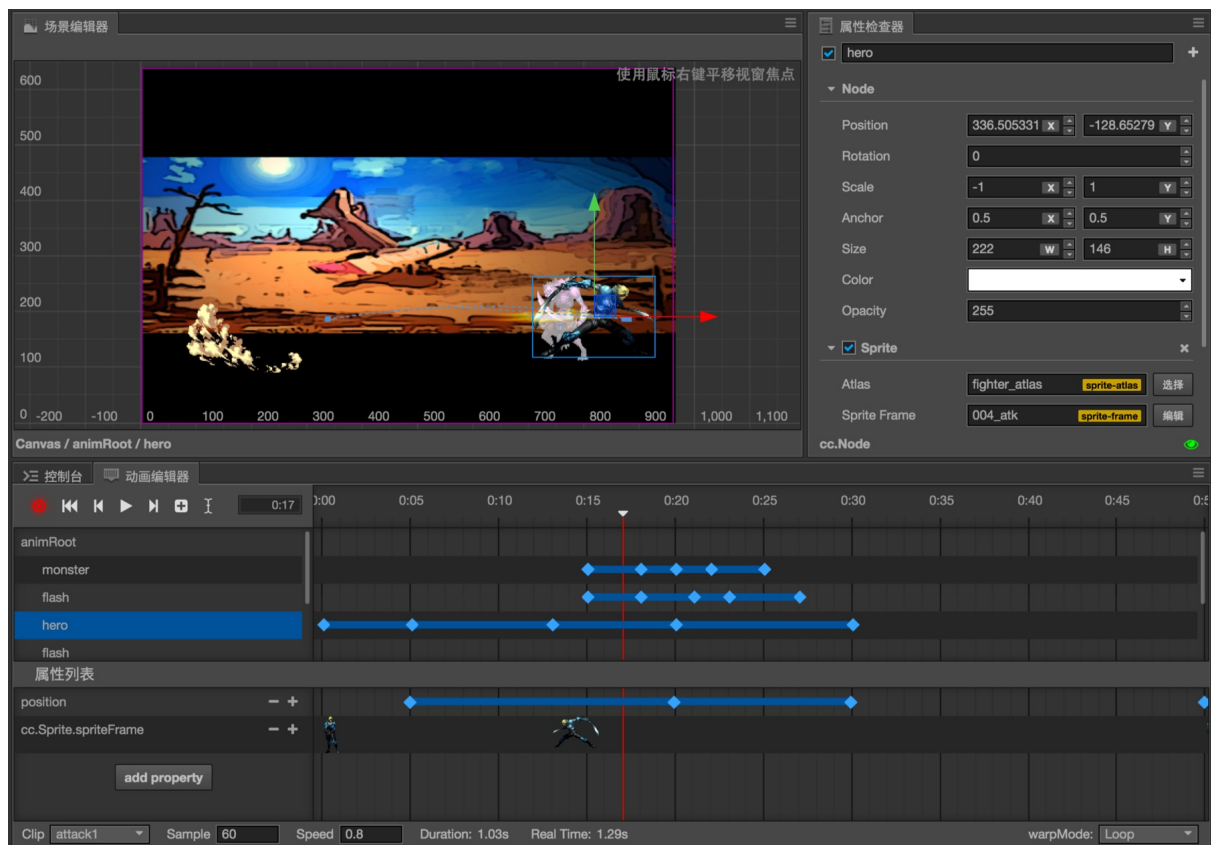 场景编辑器
使用鼠标右键平移视窗焦点
600
500
400
300
200
100
0 -200 -100 0 100 200 300 400 500 600 700 800 900 1,000 1,100
Canvas / animRoot / hero
属性检查器
hero
Node
Position 336.505331 X -128.65279 Y
Rotation 0
Scale -1 X 1 Y
Anchor 0.5 X 0.5 Y
Size 222 W 146 H
Color
Opacity 255
Sprite
Atlas fighter_atlas sprite-atlas 选择
Sprite Frame 004_atk sprite-frame 编辑
cc.Node
控制台 动画编辑器
0:17 0:00 0:05 0:10 0:15 0:20 0:25 0:30 0:35 0:40 0:45
animRoot
monster
flash
hero
flash
属性列表
position
cc.Sprite.spriteFrame
add property
Clip attack1 Sample 60 Speed 0.8 Duration: 1.03s Real Time: 1.29s warpMode: Loop